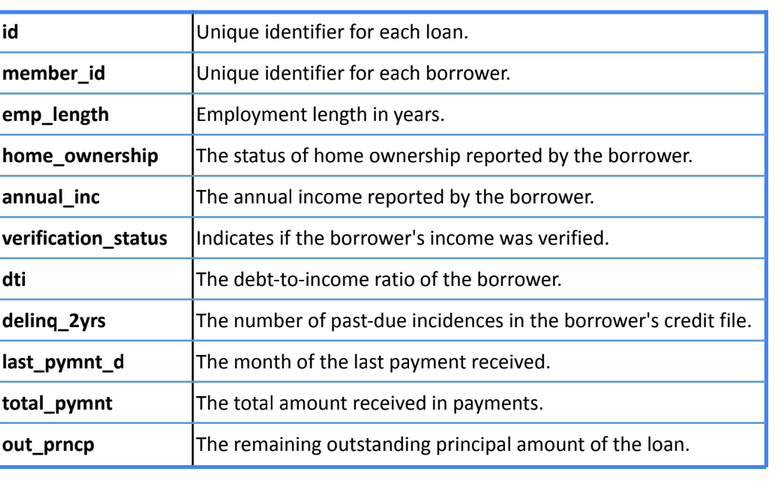 id Unique identifier for each loan.
member_id Unique identifier for each borrower.
emp_length Employment length in years.
home_ownership The status of home ownership reported by the borrower.
annual_inc The annual income reported by the borrower.
verification_status Indicates if the borrower's income was verified.
dti The debt-to-income ratio of the borrower.
delinq_2yrs The number of past-due incidences in the borrower's credit file.
last_pymnt_d The month of the last payment received.
total_pymnt The total amount received in payments.
out_prncp The remaining outstanding principal amount of the loan.